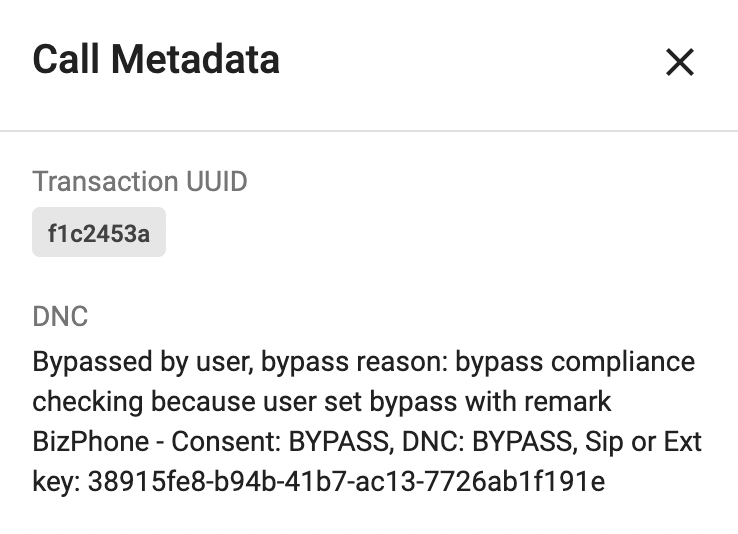 Call Metadata
Transaction UUID
f1c2453a
DNC
Bypassed by user, bypass reason: bypass compliance
checking because user set bypass with remark
BizPhone - Consent: BYPASS, DNC: BYPASS, Sip or Ext
key: 38915fe8-b94b-41b7-ac13-7726ab1f191e